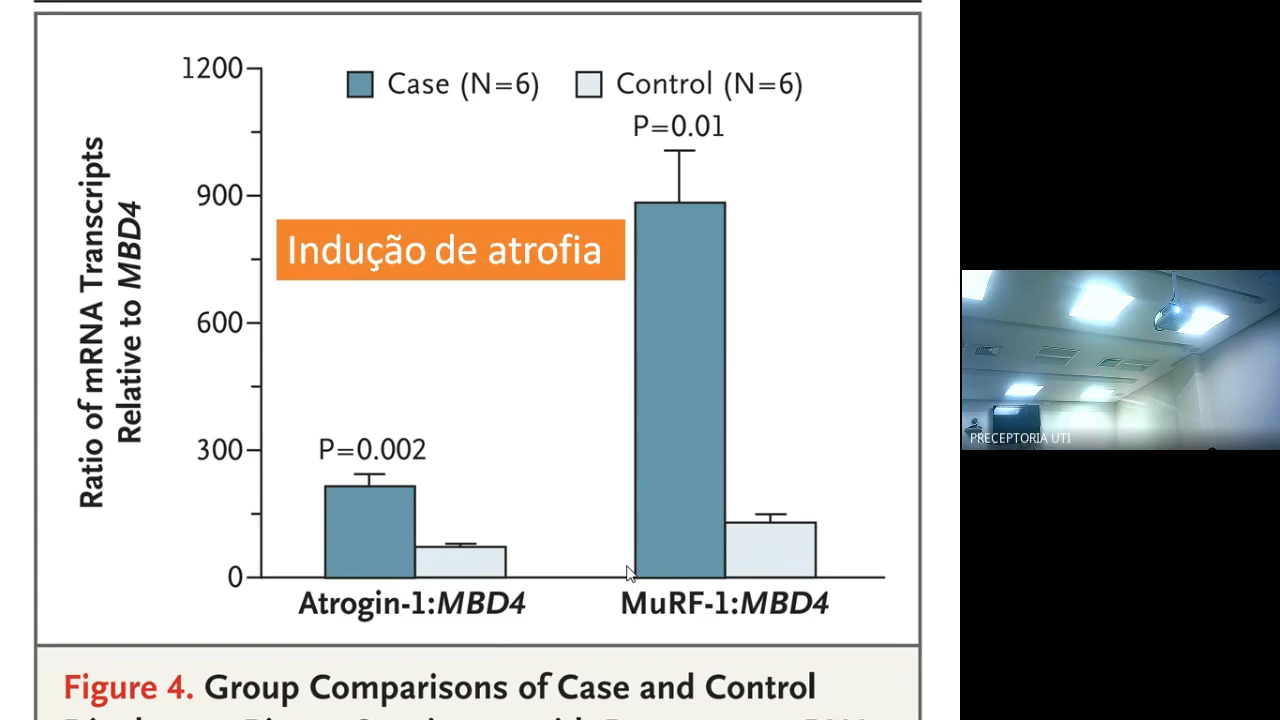 1200
Case (N=6)
Control (N=6)
P=0.01
900
Indução de atrofia
600
Ratio of mRNA Transcripts
Relative to MBD4
300
P=0.002
0
Atrogin-1:MBD4
MuRF-1:MBD4
Figure 4. Group Comparisons of Case and Control
PRECEPTORIA UTI